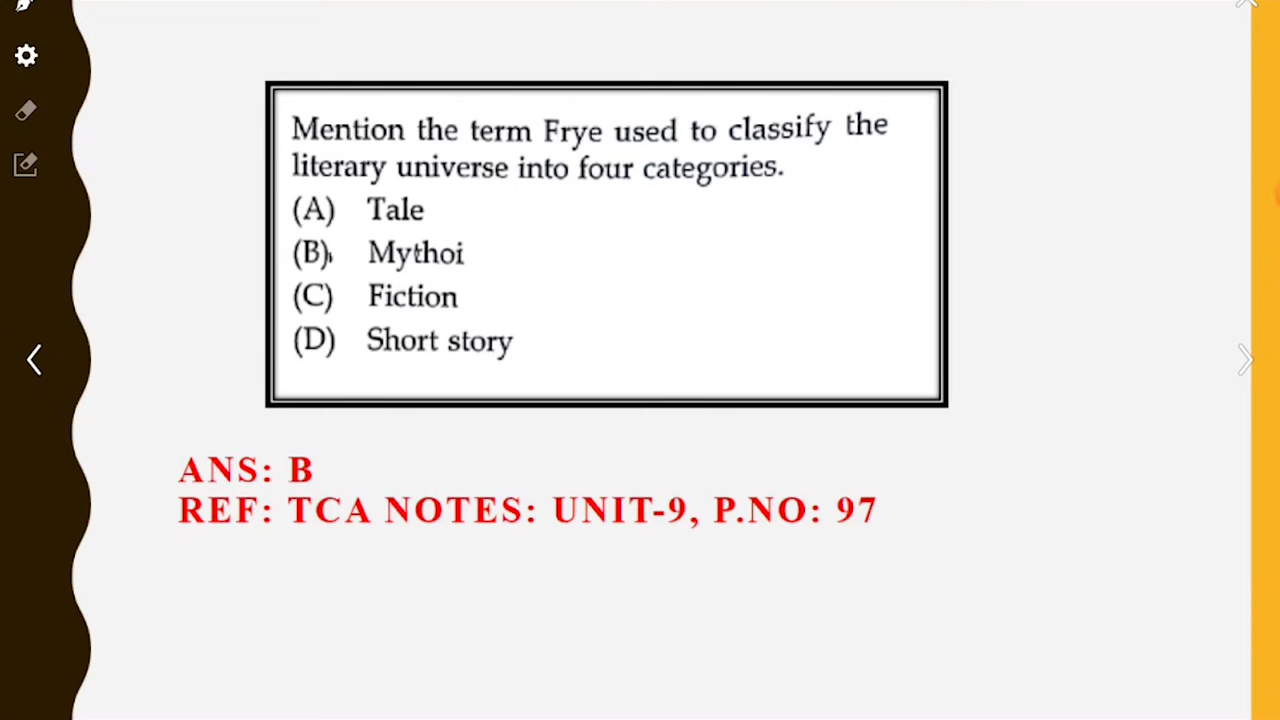 Mention the term Frye used to classify the
literary universe into four categories.
(A) Tale
(B) Mythoi
(C) Fiction
(D) Short story
ANS: B
REF: TCA NOTES: UNIT-9, P.NO: 97